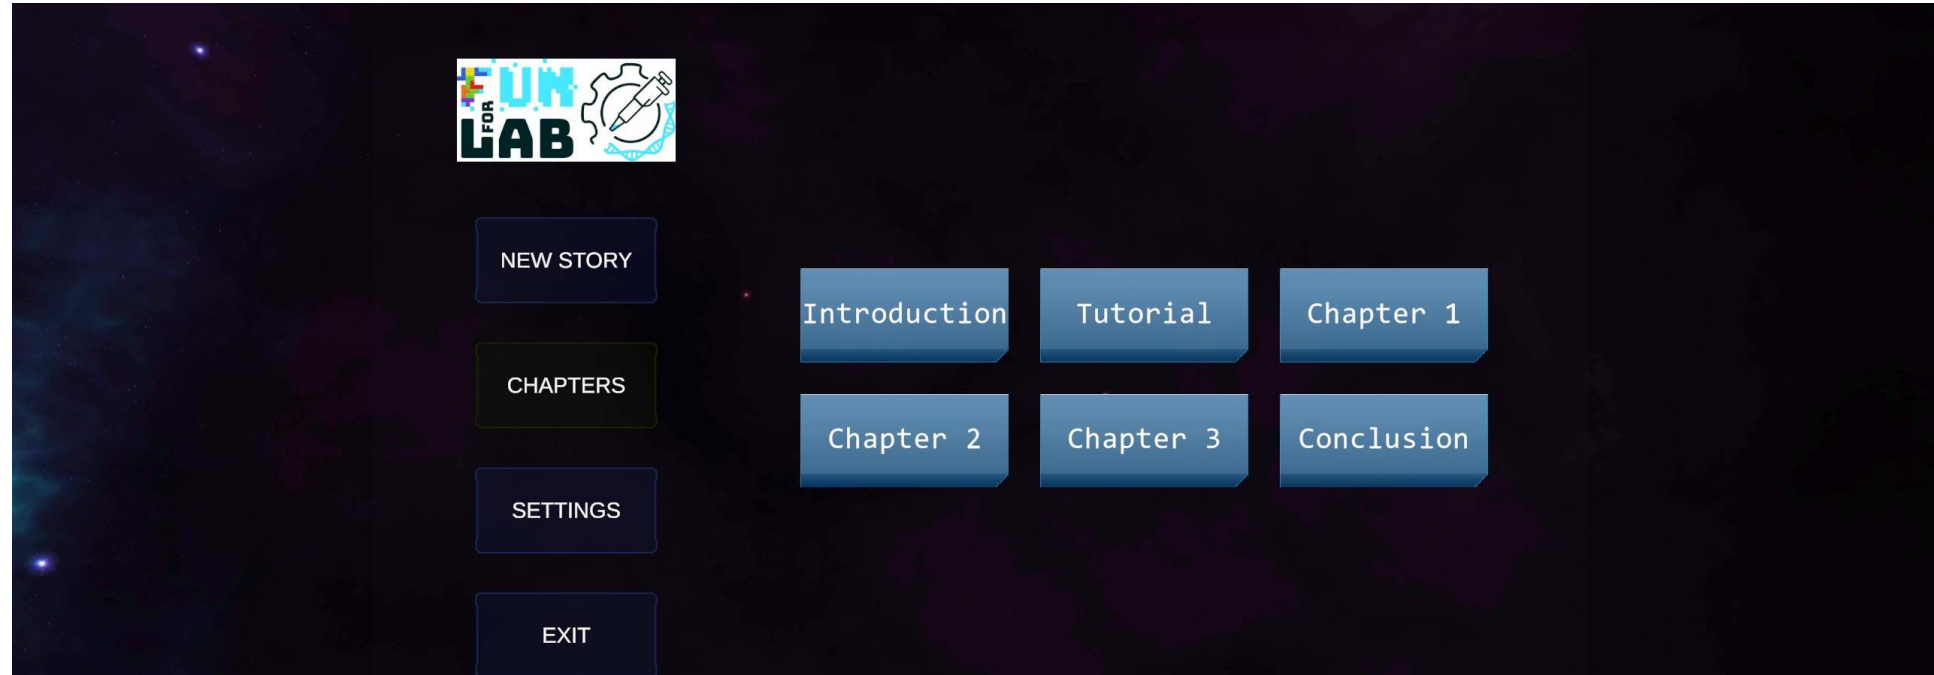 FUN
FOR
LAB
NEW STORY
CHAPTERS
SETTINGS
EXIT
Introduction
Tutorial
Chapter 1
Chapter 2
Chapter 3
Conclusion